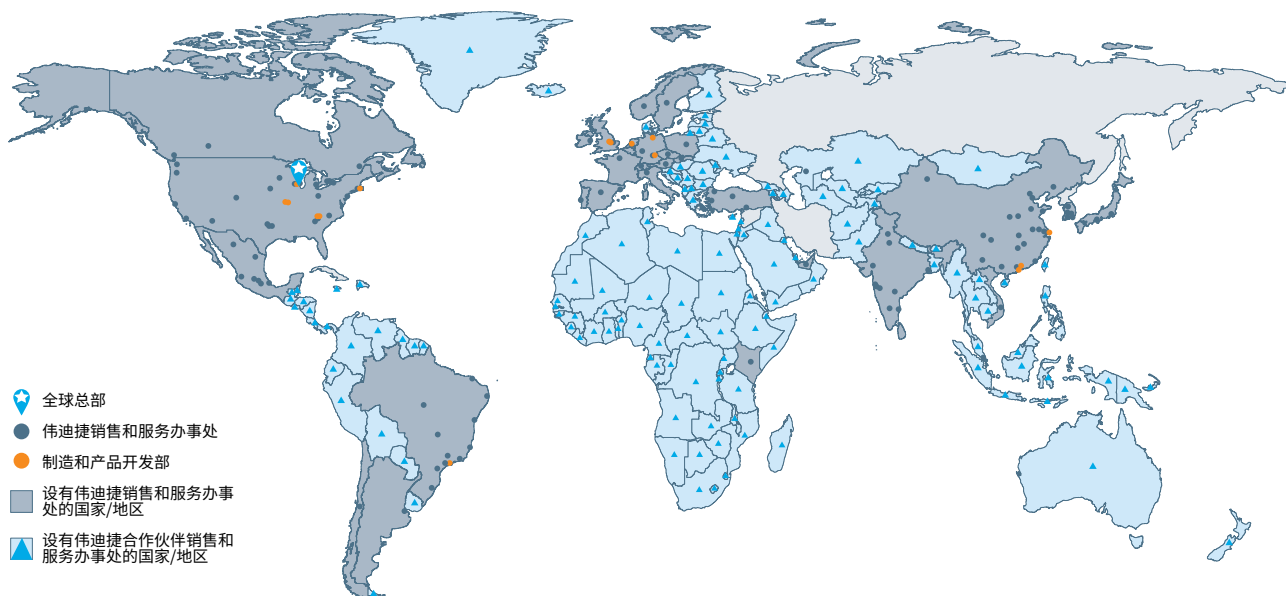 全球总部
伟迪捷销售和服务办事处
制造和产品开发部
设有伟迪捷销售和服务办事
处的国家/地区
设有伟迪捷合作伙伴销售和
服务办事处的国家/地区